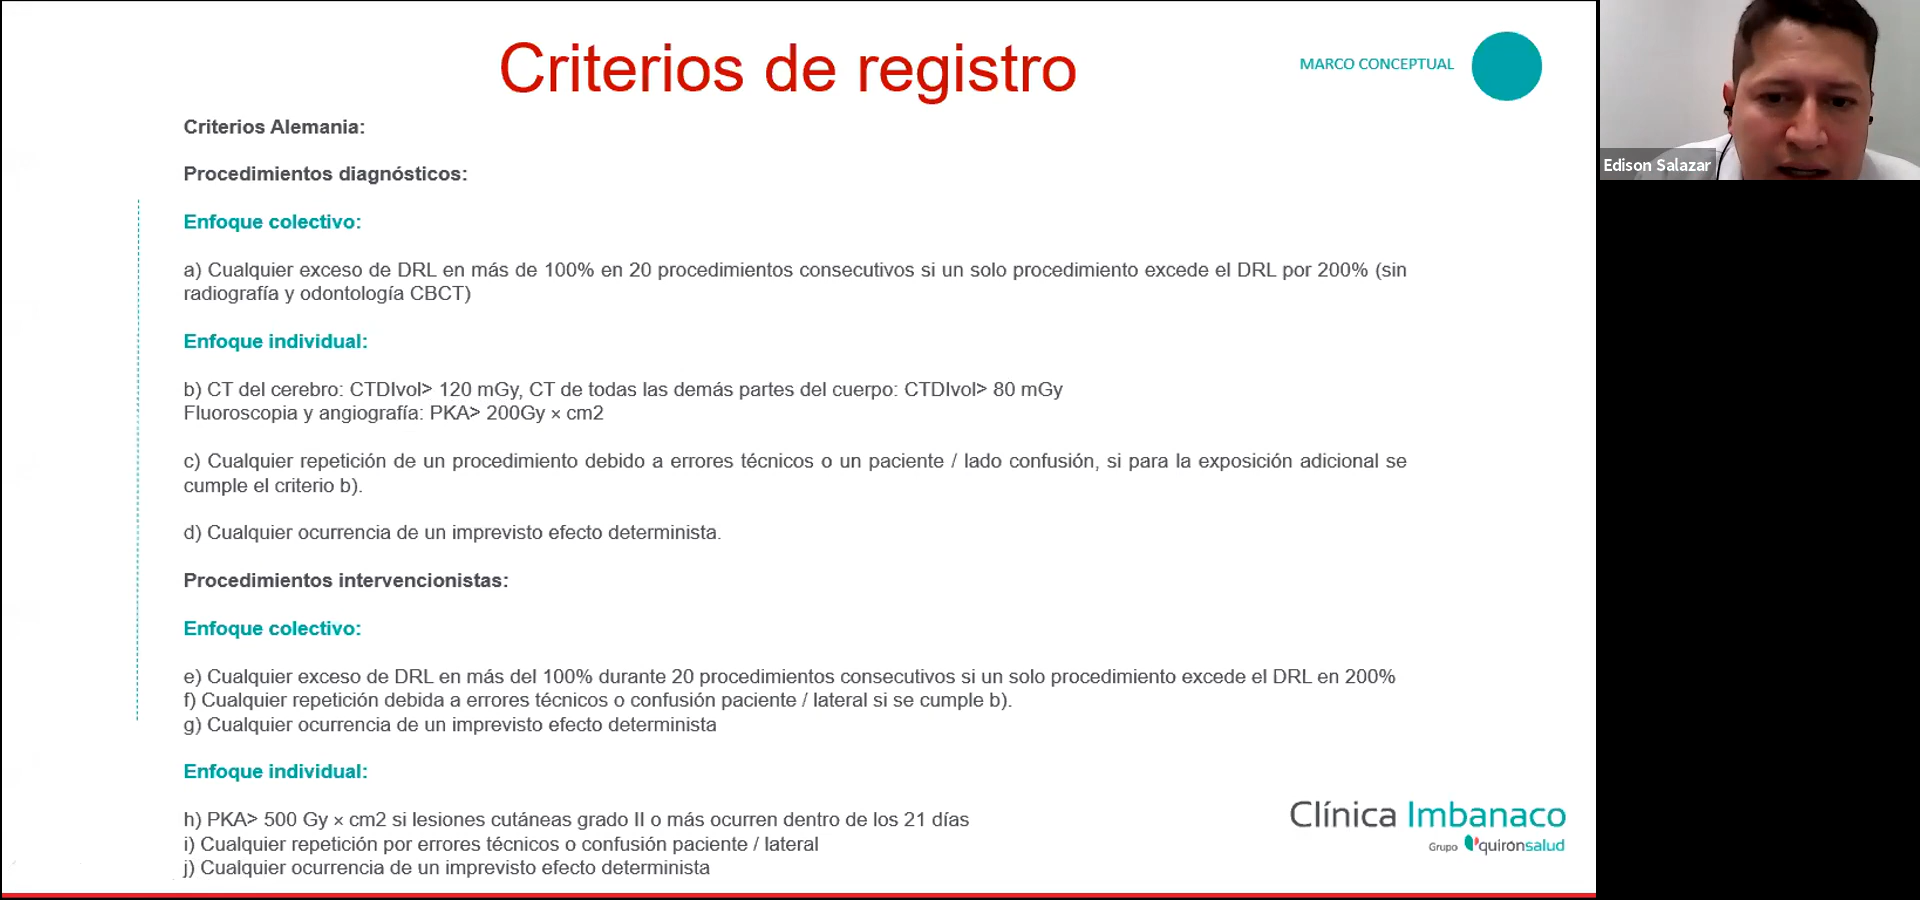 Criterios de registro
MARCO CONCEPTUAL
Edison Salazar
Criterios Alemania:
Procedimientos diagnósticos:
Enfoque colectivo:
a) Cualquier exceso de DRL en más de 100% en 20 procedimientos consecutivos si un solo procedimiento excede el DRL por 200% (sin
radiografía y odontología CBCT)
Enfoque individual:
b) CT del cerebro: CTDIvol> 120 mGy, CT de todas las demás partes del cuerpo: CTDIvol> 80 mGy
Fluoroscopia y angiografía: PKA> 200Gy × cm2
c) Cualquier repetición de un procedimiento debido a errores técnicos o un paciente / lado confusión, si para la exposición adicional se
cumple el criterio b).
d) Cualquier ocurrencia de un imprevisto efecto determinista.
Procedimientos intervencionistas:
Enfoque colectivo:
e) Cualquier exceso de DRL en más del 100% durante 20 procedimientos consecutivos si un solo procedimiento excede el DRL en 200%
f) Cualquier repetición debida a errores técnicos o confusión paciente / lateral si se cumple b).
g) Cualquier ocurrencia de un imprevisto efecto determinista
Enfoque individual:
h) PKA> 500 Gy × cm2 si lesiones cutáneas grado II o más ocurren dentro de los 21 días
i) Cualquier repetición por errores técnicos o confusión paciente / lateral
j) Cualquier ocurrencia de un imprevisto efecto determinista
Clínica Imbanaco
Grupo quirónsalud